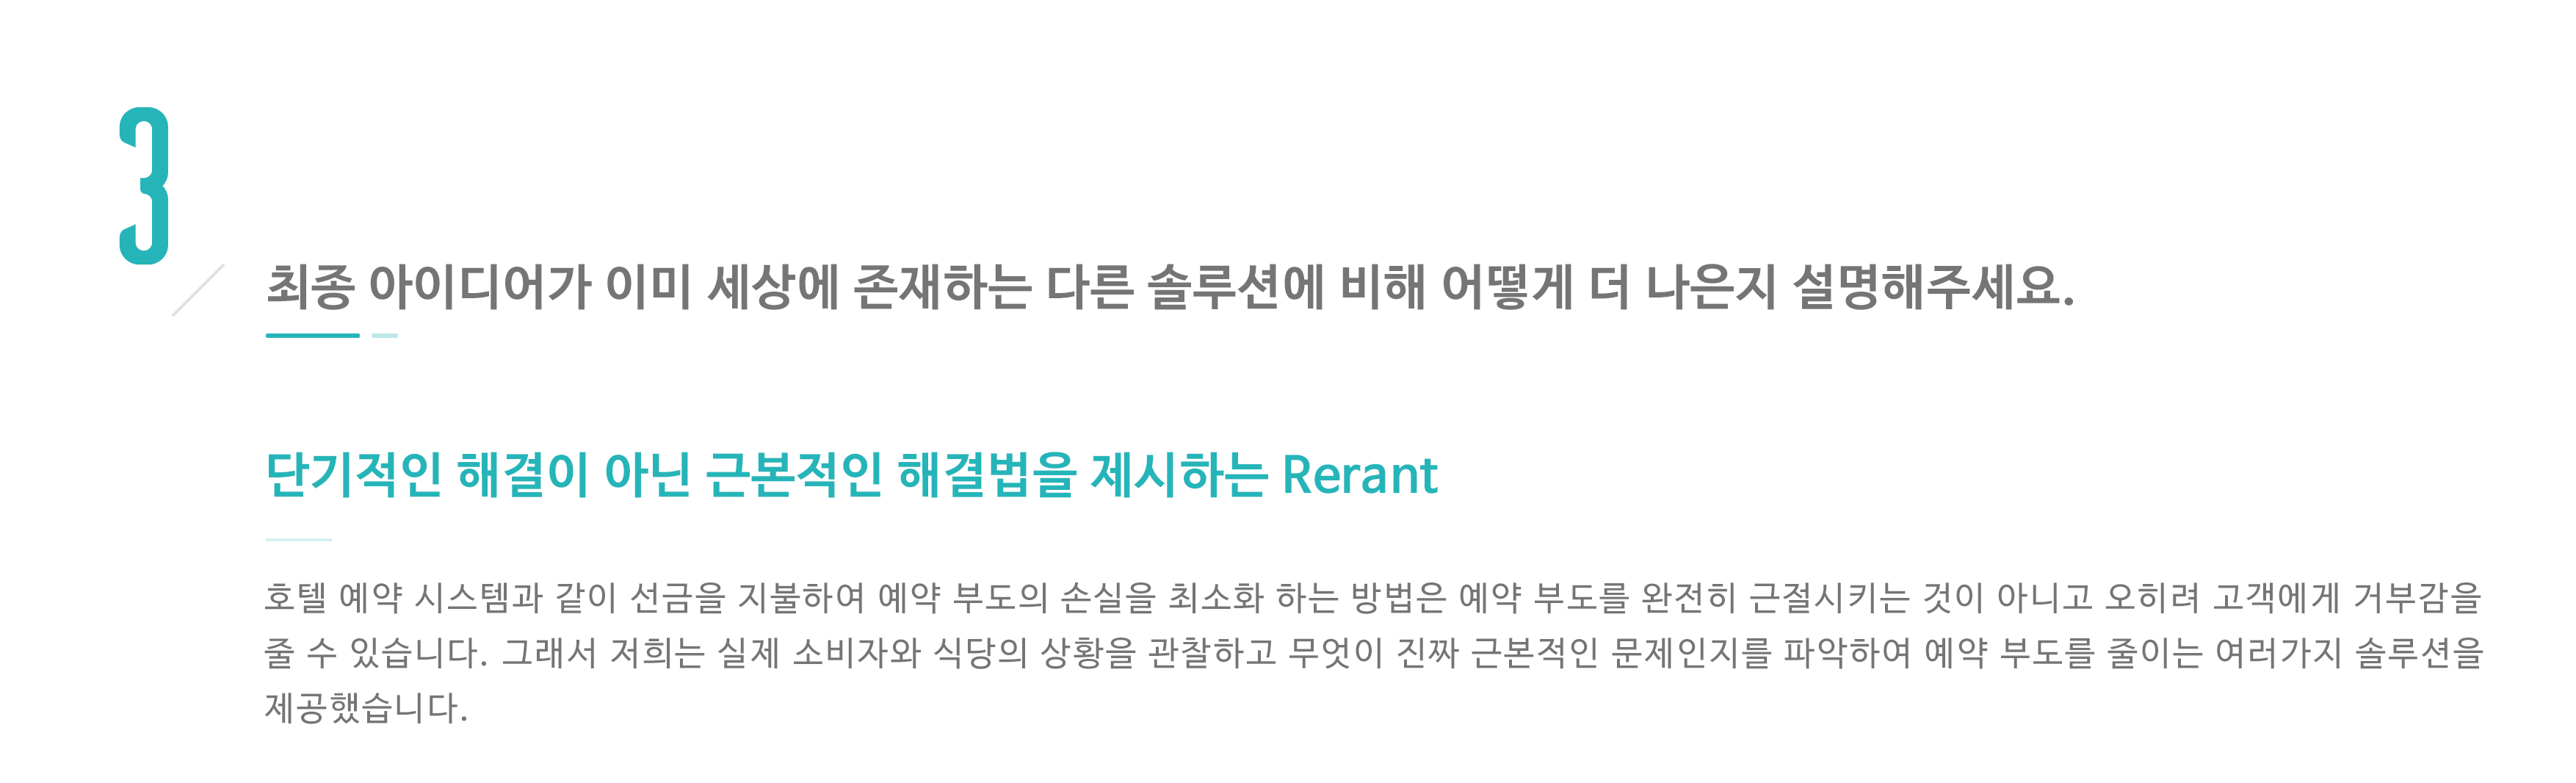 3
최종 아이디어가 이미 세상에 존재하는 다른 솔루션에 비해 어떻게 더 나은지 설명해주세요.
단기적인 해결이 아닌 근본적인 해결법을 제시하는 Rerant
호텔 예약 시스템과 같이 선금을 지불하여 예약 부도의 손실을 최소화 하는 방법은 예약 부도를 완전히 근절시키는 것이 아니고 오히려 고객에게 거부감을
줄 수 있습니다. 그래서 저희는 실제 소비자와 식당의 상황을 관찰하고 무엇이 진짜 근본적인 문제인지를 파악하여 예약 부도를 줄이는 여러가지 솔루션을
제공했습니다.